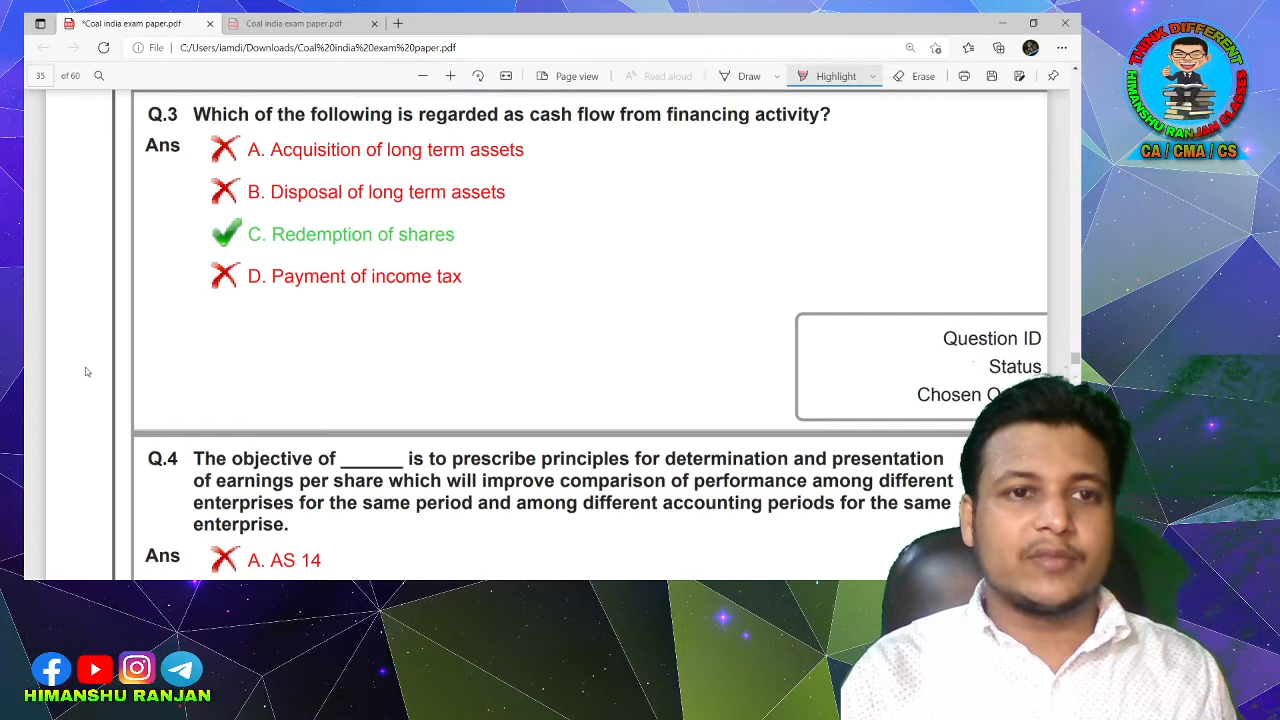 *Coal india exam paper.pdf
Coal india exam paper.pdf
File
C:/Users/iamdi/Downloads/Coal%20india%20exam%20paper.pdf
35 of 60
Page view
Read aloud
Draw
Highlight
Erase
Q.3 Which of the following is regarded as cash flow from financing activity?
Ans
A. Acquisition of long term assets
B. Disposal of long term assets
C. Redemption of shares
D. Payment of income tax
Question ID
Status
Chosen
Q.4 The objective of ______ is to prescribe principles for determination and presentation
of earnings per share which will improve comparison of performance among different
enterprises for the same period and among different accounting periods for the same
enterprise.
Ans
A. AS 14
THINK DIFFERENT
HIMANSHU RANJAN CLASSES
CA / CMA / CS
HIMANSHU RANJAN